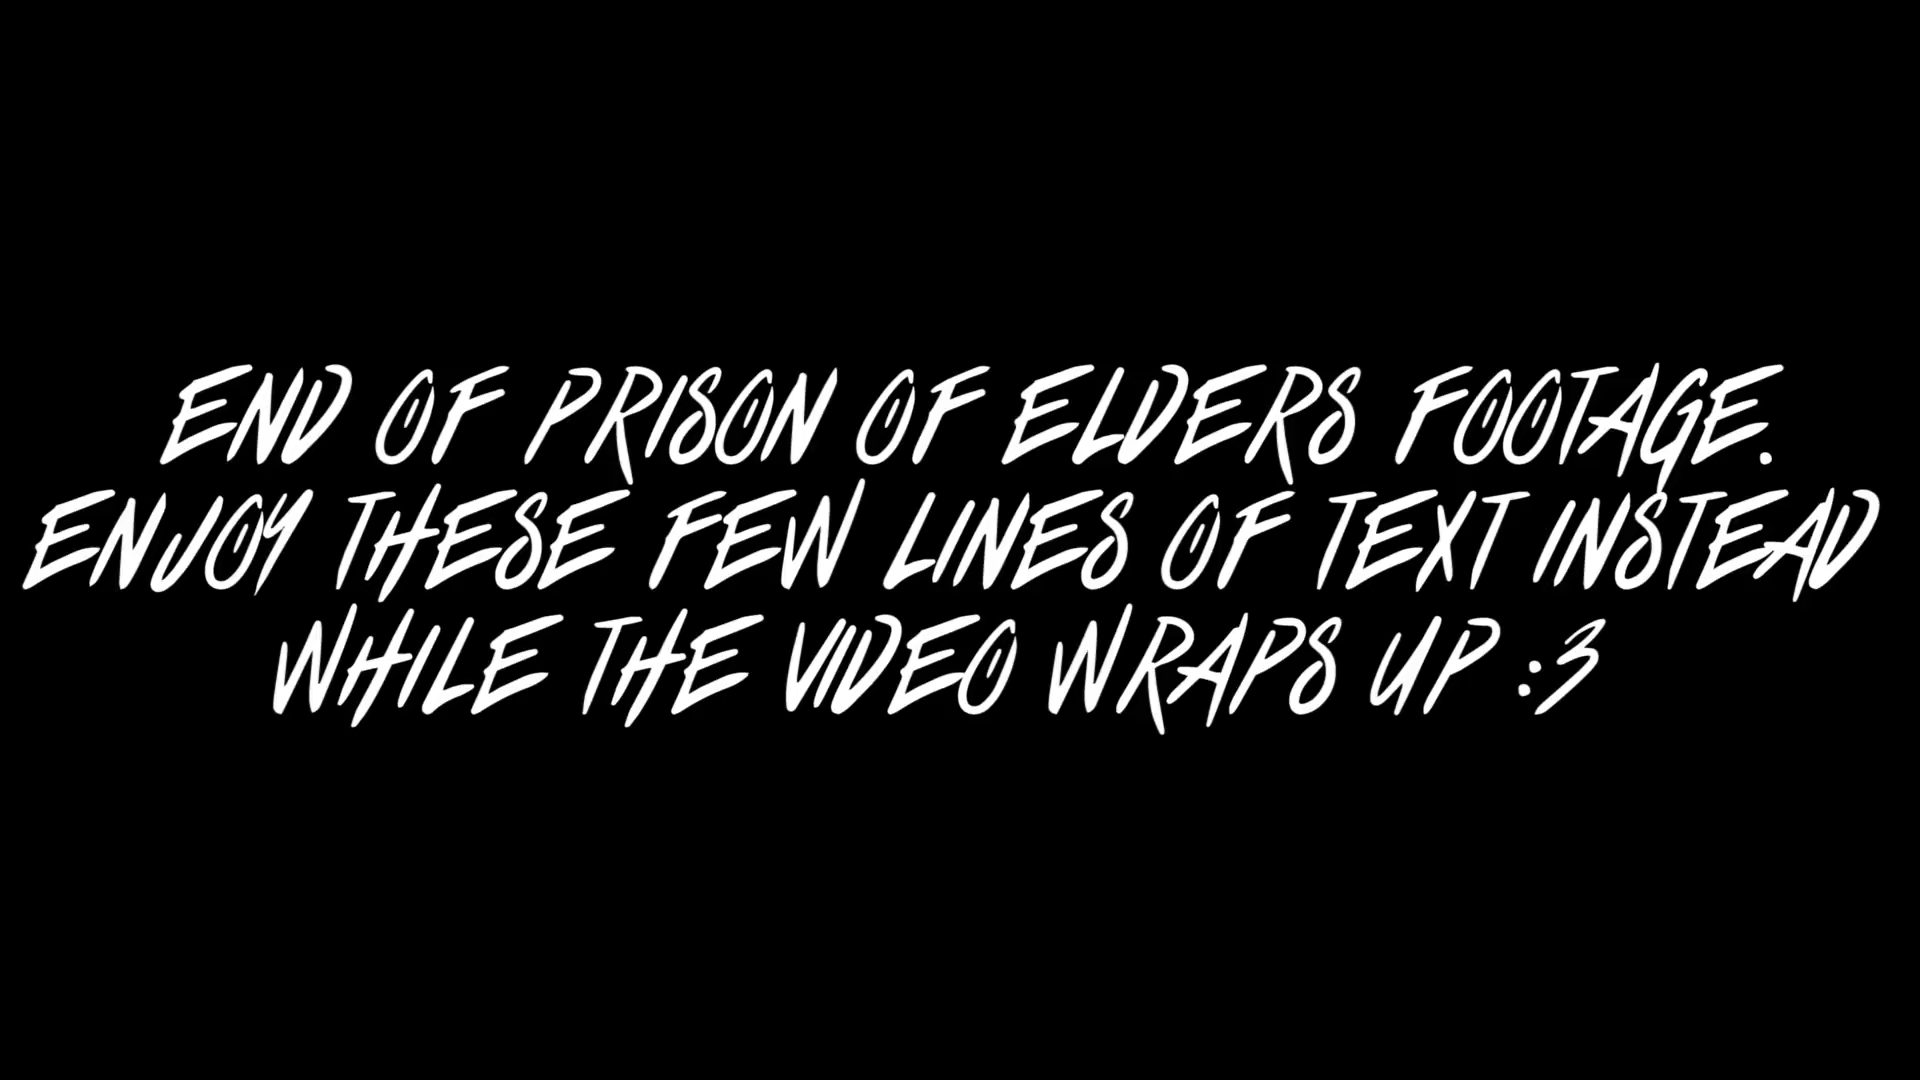 END OF PRISON OF ELDERS FOOTAGE.
ENJOY THESE FEW LINES OF TEXT INSTEAD
WHILE THE VIDEO WRAPS UP :3